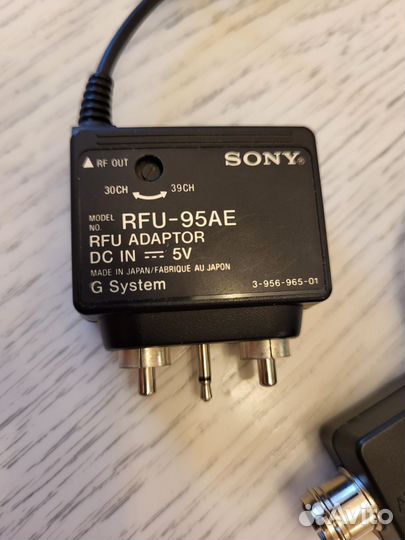 ▲ RF OUT
SONY
30CH 39CH
MODEL NO. RFU-95AE
RFU ADAPTOR
DC IN ⎓ 5V
MADE IN JAPAN/FABRIQUE AU JAPON
G System 3-956-965-01
Avito